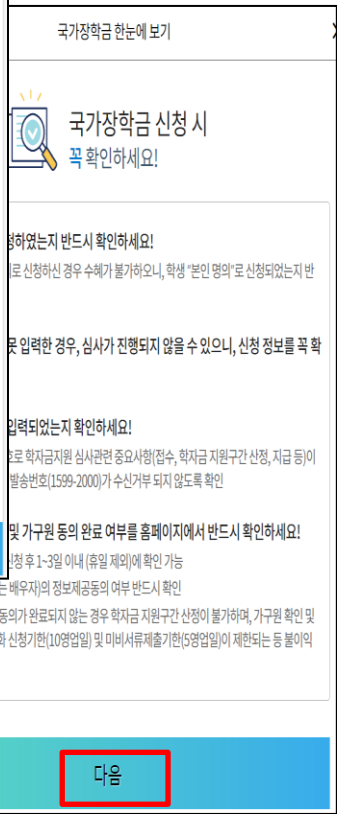 국가장학금 한눈에 보기
국가장학금 신청 시
꼭 확인하세요!
청하였는지 반드시 확인하세요!
로 신청하신 경우 수혜가 불가하오니, 학생 "본인 명의"로 신청되었는지 반
못 입력한 경우, 심사가 진행되지 않을 수 있으니, 신청 정보를 꼭 확
입력되었는지 확인하세요!
호로 학자금지원 심사관련 중요사항(접수, 학자금 지원구간 산정, 지급 등)이
발송번호(1599-2000)가 수신거부 되지 않도록 확인
및 가구원 동의 완료 여부를 홈페이지에서 반드시 확인하세요!
신청 후 1~3일 이내 (휴일 제외)에 확인 가능
는 배우자)의 정보제공동의 여부 반드시 확인
동의가 완료되지 않는 경우 학자금 지원구간 산정이 불가하며, 가구원 확인 및
화 신청기한(10영업일) 및 미비서류제출기한(5영업일)이 제한되는 등 불이익
다음